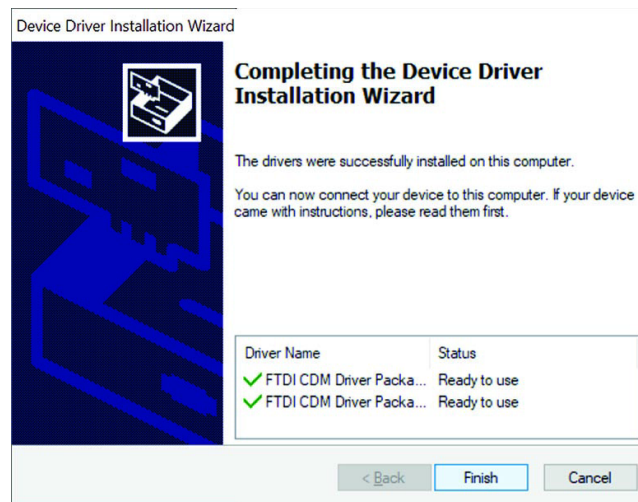 Device Driver Installation Wizard
Completing the Device Driver
Installation Wizard
The drivers were successfully installed on this computer.
You can now connect your device to this computer. If your device
came with instructions, please read them first.
Driver Name Status
FTDI CDM Driver Packa... Ready to use
FTDI CDM Driver Packa... Ready to use
< Back Finish Cancel